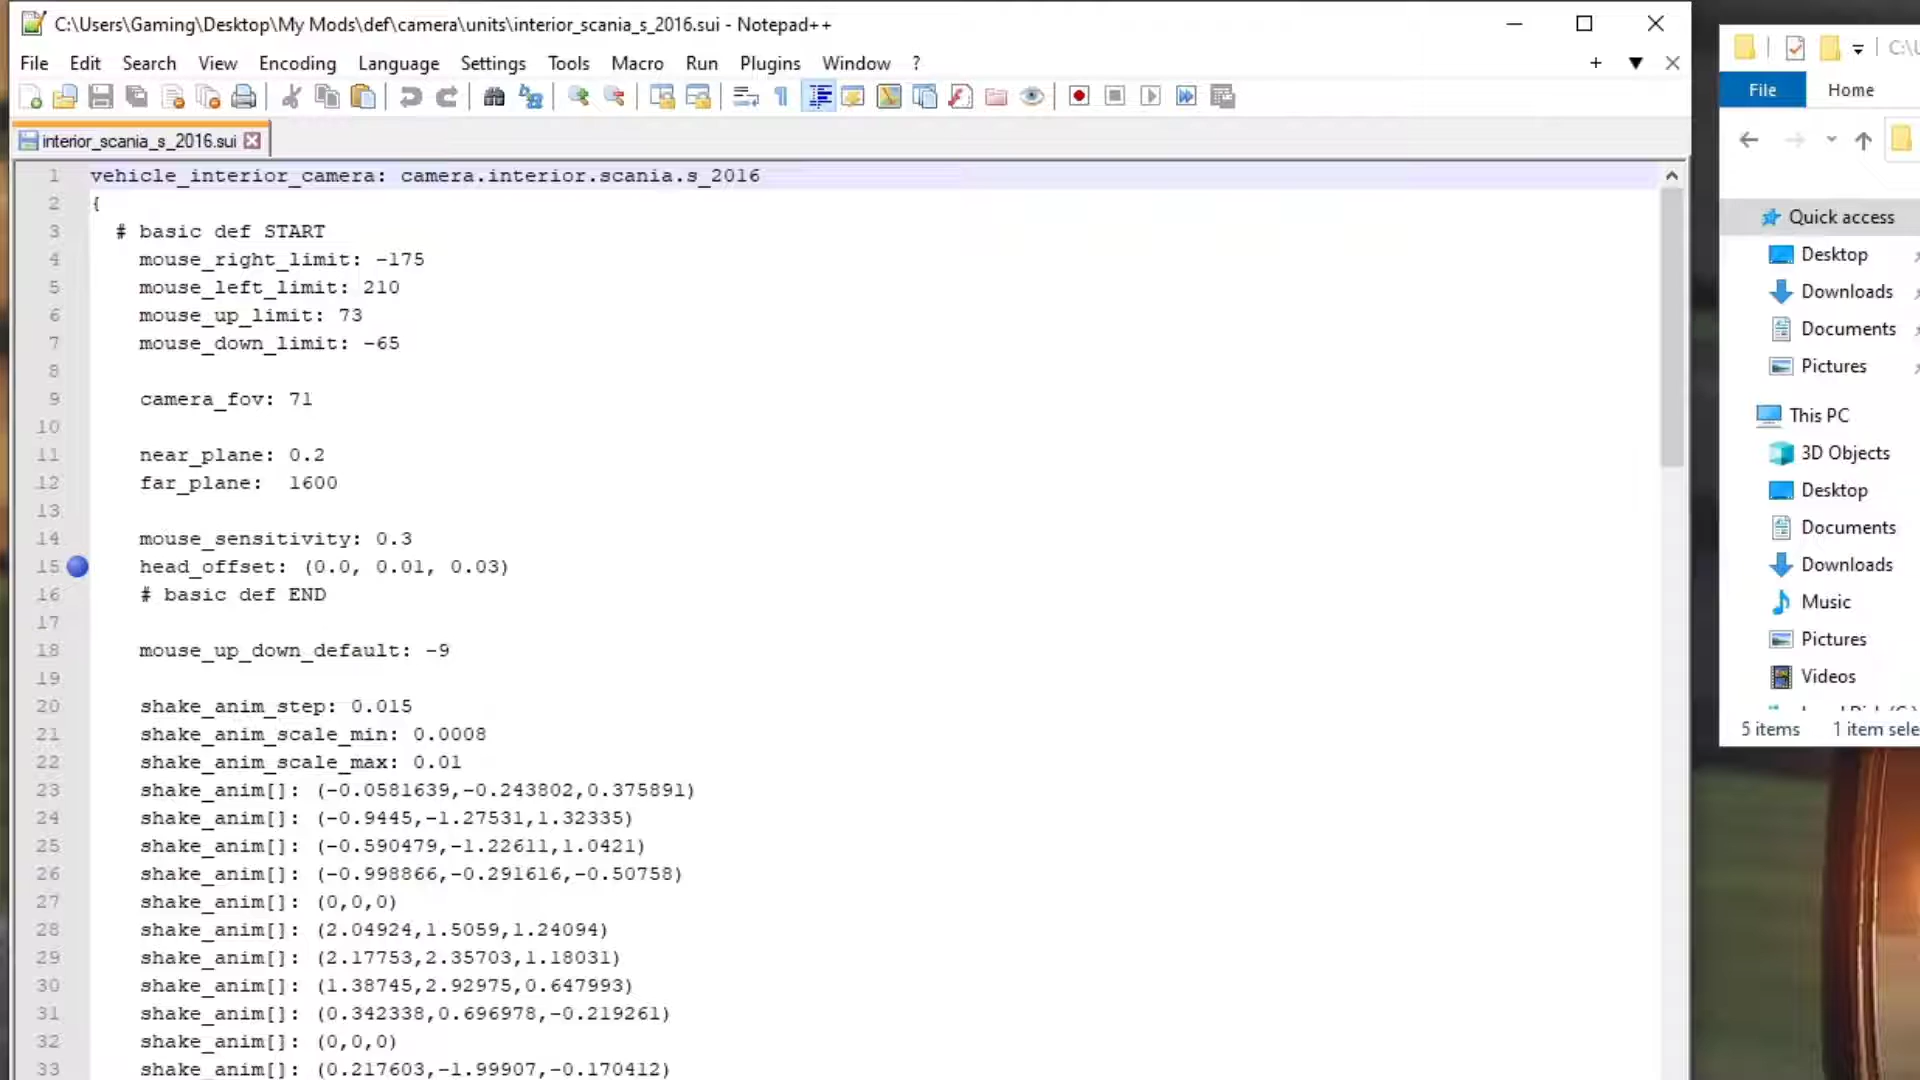 C:\Users\Gaming\Desktop\My Mods\def\camera\units\interior_scania_s_2016.sui - Notepad++
File Edit Search View Encoding Language Settings Tools Macro Run Plugins Window ?
interior_scania_s_2016.sui
1 vehicle_interior_camera: camera.interior.scania.s_2016
2 {
3 # basic def START
4 mouse_right_limit: -175
5 mouse_left_limit: 210
6 mouse_up_limit: 73
7 mouse_down_limit: -65
8
9 camera_fov: 71
10
11 near_plane: 0.2
12 far_plane:  1600
13
14 mouse_sensitivity: 0.3
15 head_offset: (0.0, 0.01, 0.03)
16 # basic def END
17
18 mouse_up_down_default: -9
19
20 shake_anim_step: 0.015
21 shake_anim_scale_min: 0.0008
22 shake_anim_scale_max: 0.01
23 shake_anim[]: (-0.0581639,-0.243802,0.375891)
24 shake_anim[]: (-0.9445,-1.27531,1.32335)
25 shake_anim[]: (-0.590479,-1.22611,1.0421)
26 shake_anim[]: (-0.998866,-0.291616,-0.50758)
27 shake_anim[]: (0,0,0)
28 shake_anim[]: (2.04924,1.5059,1.24094)
29 shake_anim[]: (2.17753,2.35703,1.18031)
30 shake_anim[]: (1.38745,2.92975,0.647993)
31 shake_anim[]: (0.342338,0.696978,-0.219261)
32 shake_anim[]: (0,0,0)
33 shake_anim[]: (0.217603,-1.99907,-0.170412)
File Home
Quick access
Desktop
Downloads
Documents
Pictures
This PC
3D Objects
Desktop
Documents
Downloads
Music
Pictures
Videos
5 items 1 item sele